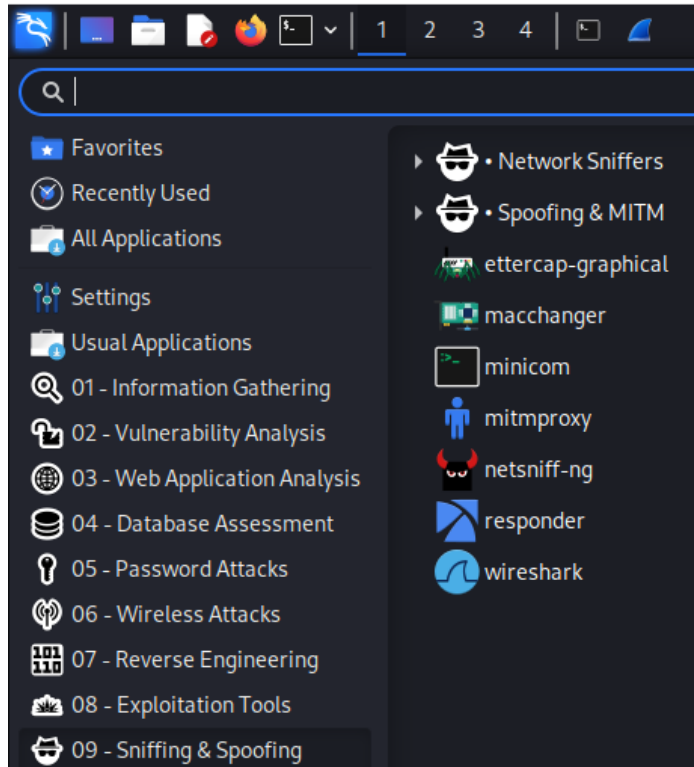 1 2 3 4
Favorites
Recently Used
All Applications
Settings
Usual Applications
01 - Information Gathering
02 - Vulnerability Analysis
03 - Web Application Analysis
04 - Database Assessment
05 - Password Attacks
06 - Wireless Attacks
07 - Reverse Engineering
08 - Exploitation Tools
09 - Sniffing & Spoofing
• Network Sniffers
• Spoofing & MITM
ettercap-graphical
macchanger
minicom
mitmproxy
netsniff-ng
responder
wireshark